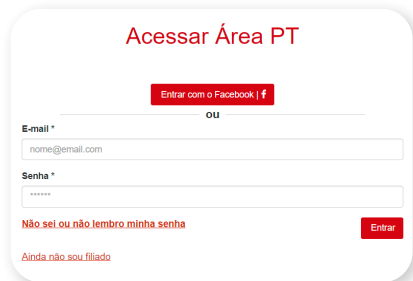 Acessar Área PT
Entrar com o Facebook | f
ou
E-mail *
nome@email.com
Senha *
******
Não sei ou não lembro minha senha
Entrar
Ainda não sou filiado